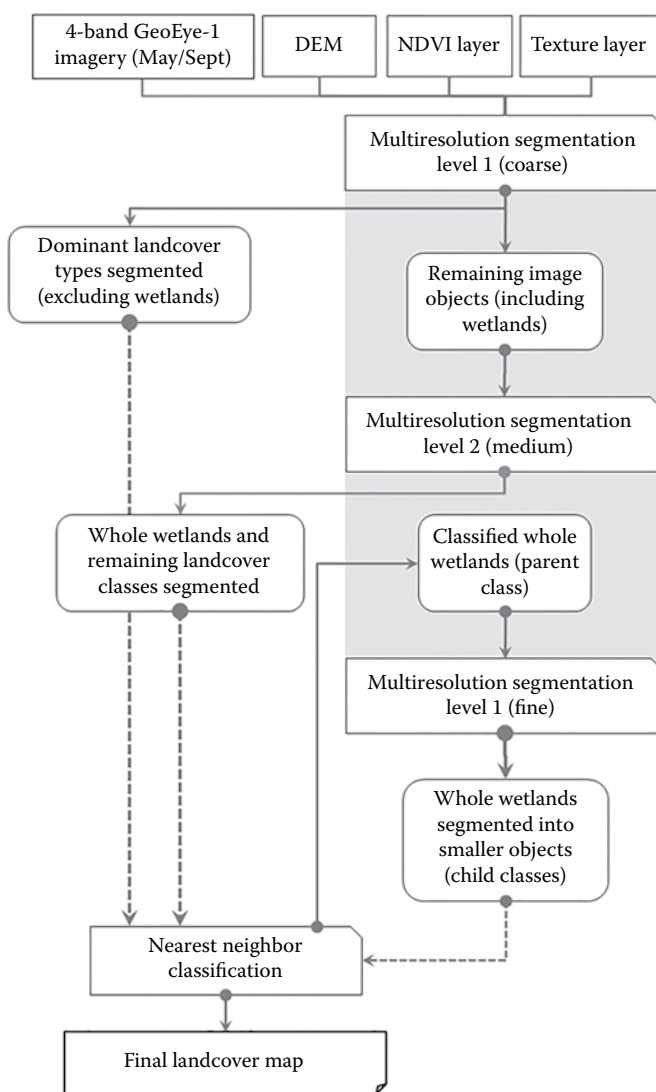 4-band GeoEye-1
imagery (May/Sept)
DEM
NDVI layer
Texture layer
Multiresolution segmentation
level 1 (coarse)
Dominant landcover
types segmented
(excluding wetlands)
Remaining image
objects (including
wetlands)
Multiresolution segmentation
level 2 (medium)
Whole wetlands and
remaining landcover
classes segmented
Classified whole
wetlands (parent
class)
Multiresolution segmentation
level 1 (fine)
Whole wetlands
segmented into
smaller objects
(child classes)
Nearest neighbor
classification
Final landcover map